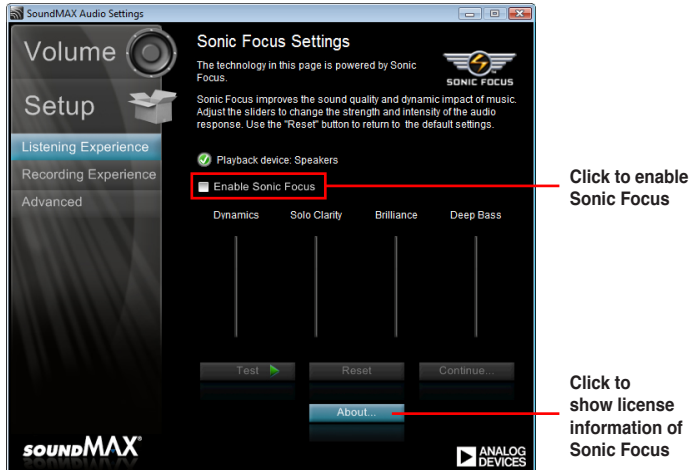 SoundMAX Audio Settings
Volume
Setup
Listening Experience
Recording Experience
Advanced
Sonic Focus Settings
The technology in this page is powered by Sonic
Focus.
SONIC FOCUS
Sonic Focus improves the sound quality and dynamic impact of music.
Adjust the sliders to change the strength and intensity of the audio
response. Use the "Reset" button to return to the default settings.
Playback device: Speakers
Enable Sonic Focus
Dynamics Solo Clarity Brilliance Deep Bass
Test Reset Continue...
About...
SOUNDMAX®
ANALOG
DEVICES
Click to enable
Sonic Focus
Click to
show license
information of
Sonic Focus